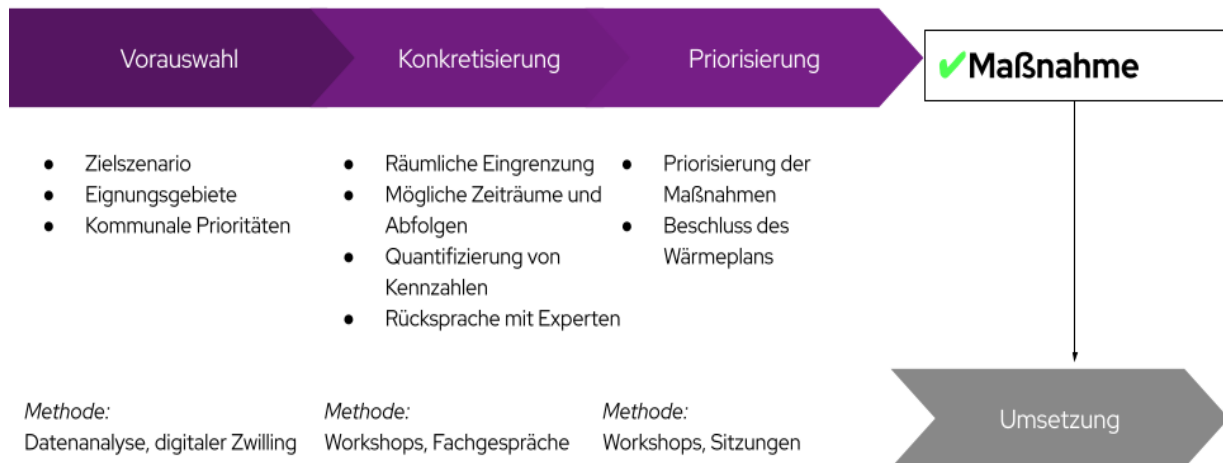 Vorauswahl
Konkretisierung
Priorisierung
✔Maßnahme
● Zielszenario
● Eignungsgebiete
● Kommunale Prioritäten
● Räumliche Eingrenzung
● Mögliche Zeiträume und
Abfolgen
● Quantifizierung von
Kennzahlen
● Rücksprache mit Experten
● Priorisierung der
Maßnahmen
● Beschluss des
Wärmeplans
Methode:
Datenanalyse, digitaler Zwilling
Methode:
Workshops, Fachgespräche
Methode:
Workshops, Sitzungen
Umsetzung